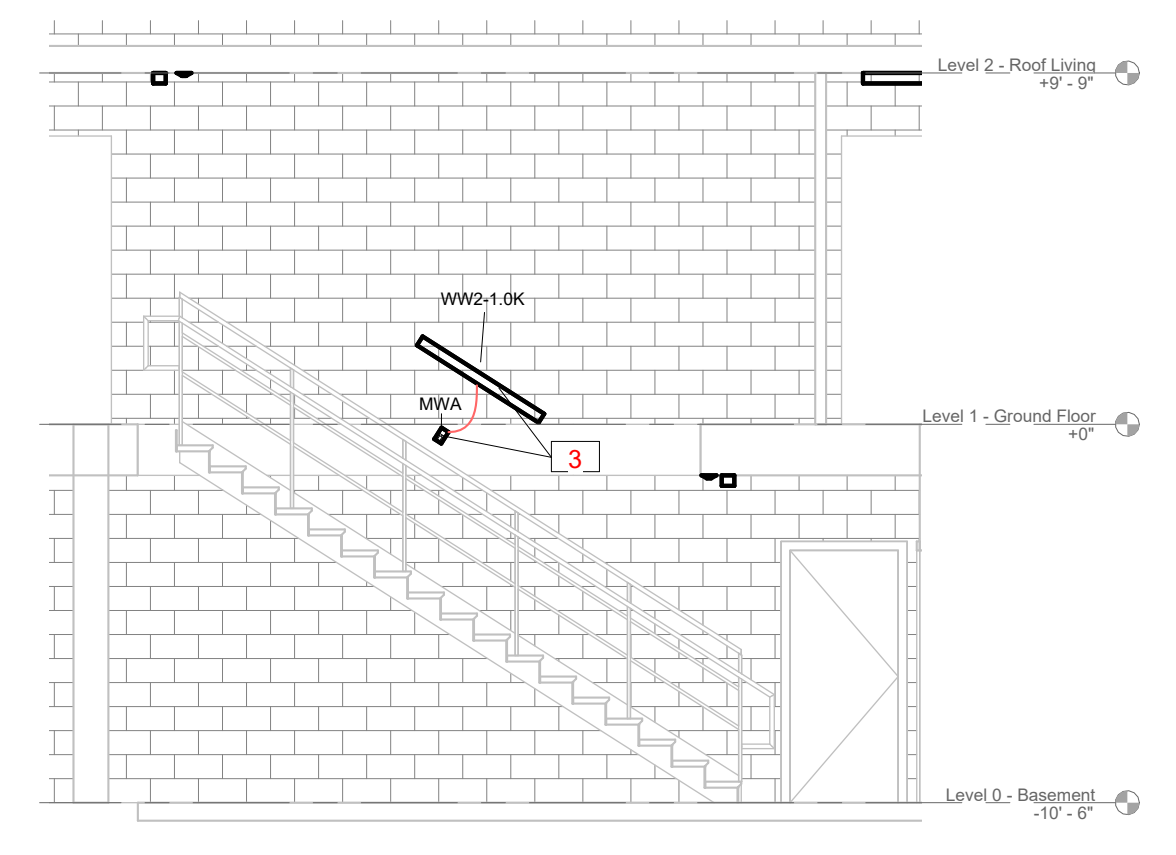 Level 2 - Roof Living
+9' - 9"
WW2-1.0K
MWA
Level 1 - Ground Floor
+0"
3
Level 0 - Basement
-10' - 6"